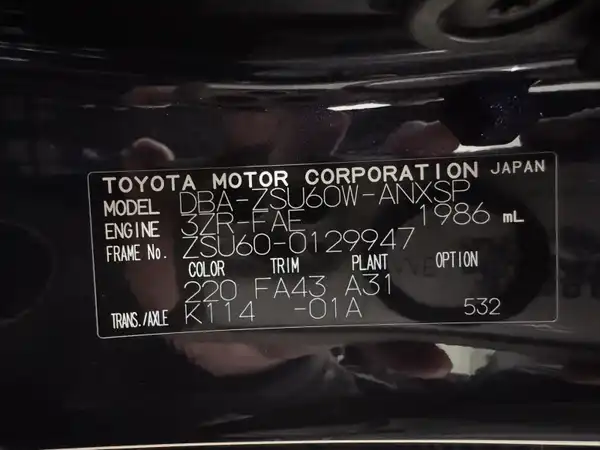 TOYOTA MOTOR CORPORATION JAPAN
MODEL DBA-ZSU60W-ANXSP
ENGINE 3ZR-FAE 1986 mL
FRAME No. ZSU60-0129947
COLOR TRIM PLANT OPTION
220 FA43 A31
TRANS./AXLE K114 -01A 532